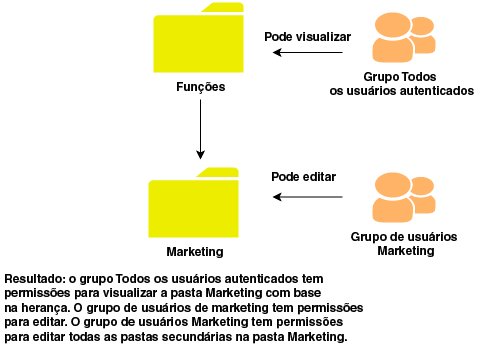 Pode visualizar
Funções
Grupo Todos
os usuários autenticados
Pode editar
Marketing
Grupo de usuários
Marketing
Resultado: o grupo Todos os usuários autenticados tem
permissões para visualizar a pasta Marketing com base
na herança. O grupo de usuários de marketing tem permissões
para editar. O grupo de usuários Marketing tem permissões
para editar todas as pastas secundárias na pasta Marketing.